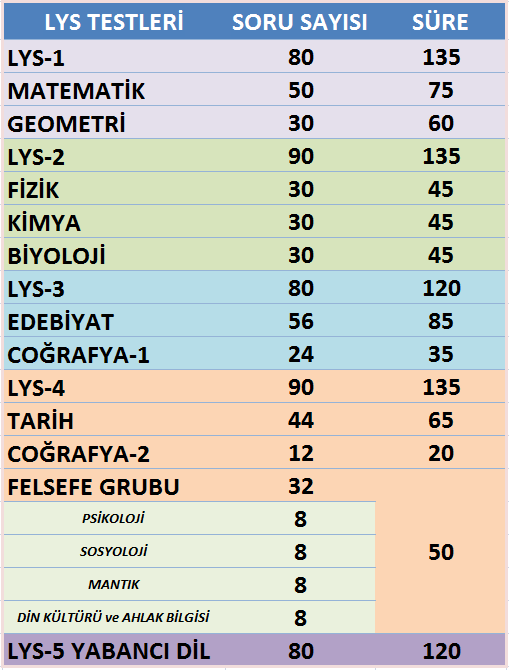 LYS TESTLERİ SORU SAYISI SÜRE
LYS-1 80 135
MATEMATİK 50 75
GEOMETRİ 30 60
LYS-2 90 135
FİZİK 30 45
KİMYA 30 45
BİYOLOJİ 30 45
LYS-3 80 120
EDEBİYAT 56 85
COĞRAFYA-1 24 35
LYS-4 90 135
TARİH 44 65
COĞRAFYA-2 12 20
FELSEFE GRUBU 32
PSİKOLOJİ 8
SOSYOLOJİ 8 50
MANTIK 8
DİN KÜLTÜRÜ ve AHLAK BİLGİSİ 8
LYS-5 YABANCI DİL 80 120